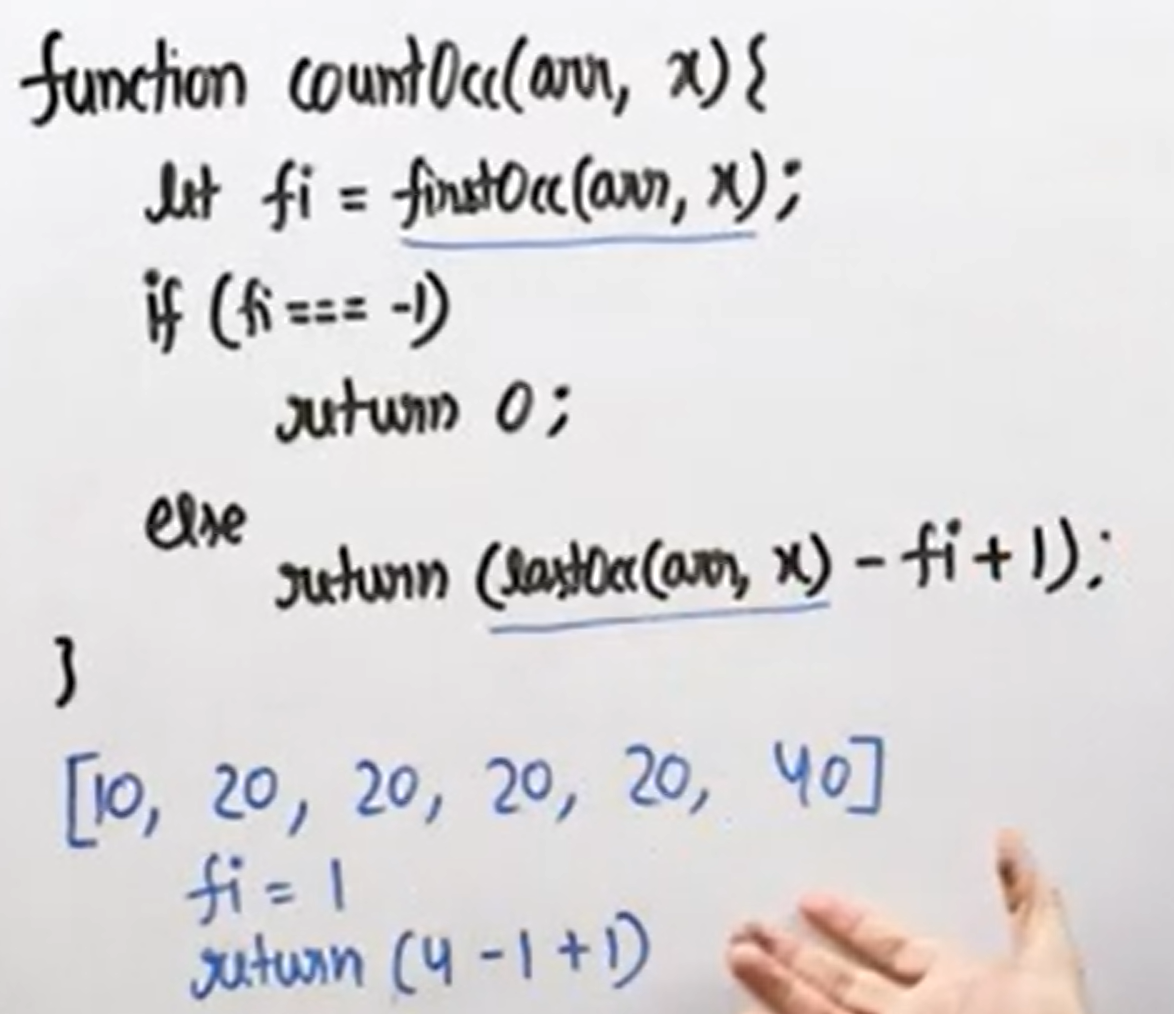 function countOcc(arr, x){
let fi = firstOcc(arr, x);
if (fi === -1)
return 0;
else
return (lastOcc(arr, x) - fi + 1);
}
[10, 20, 20, 20, 20, 40]
fi = 1
return (4 - 1 + 1)